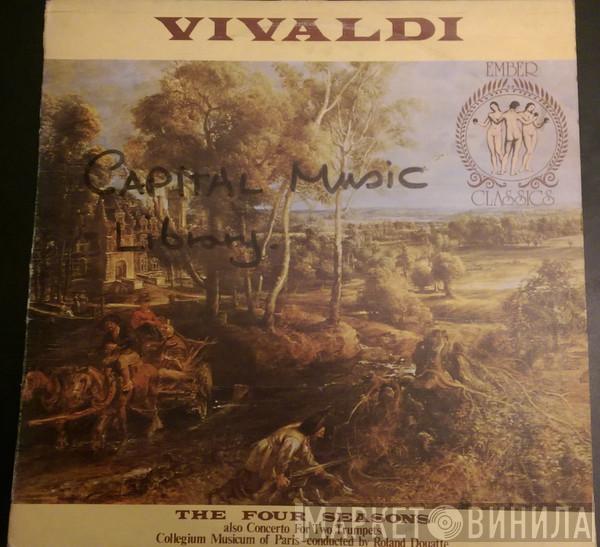 VIVALDI
EMBER
CLASSICS
CAPITAL MUSIC
Library.
THE FOUR SEASONS
also Concerto For Two Trumpets
Collegium Musicum of Paris - conducted by Roland Douatte
МАРКЕТ ВИНИЛА